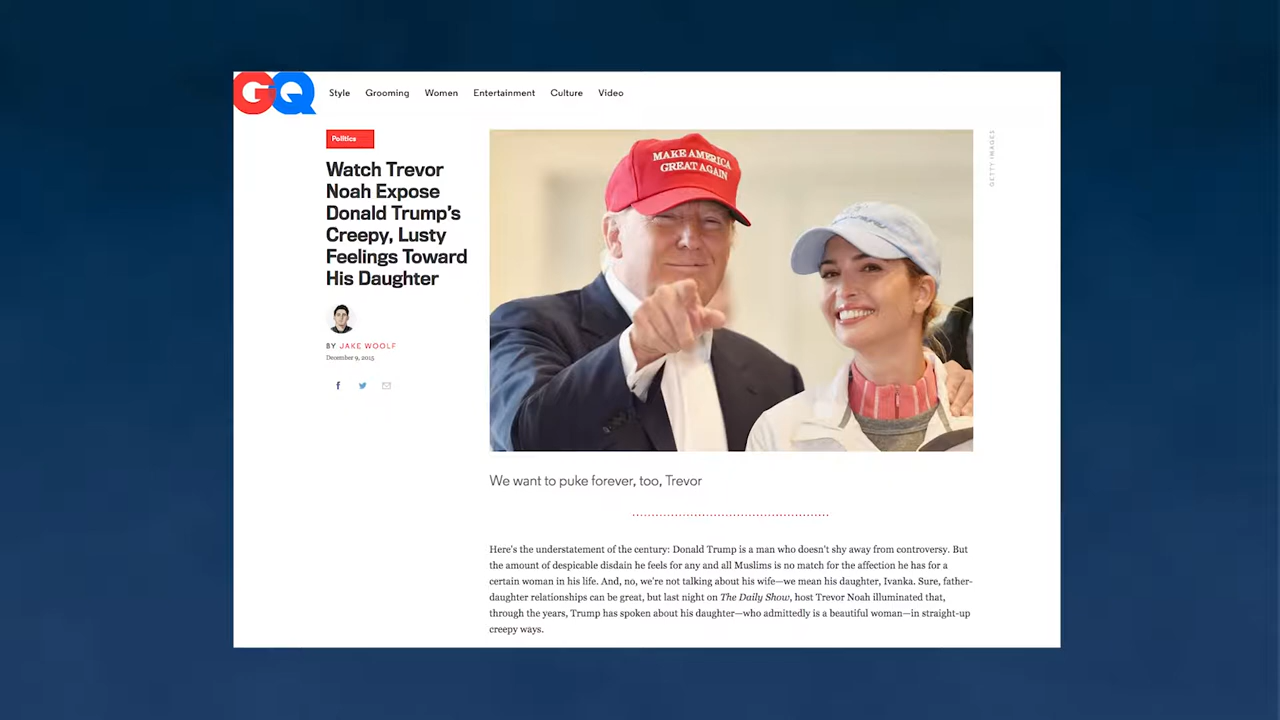 GQ
Style
Grooming
Women
Entertainment
Culture
Video
Politics
Watch Trevor
Noah Expose
Donald Trump's
Creepy, Lusty
Feelings Toward
His Daughter
BY JAKE WOOLF
December 9, 2015
MAKE AMERICA
GREAT AGAIN
GETTY IMAGES
We want to puke forever, too, Trevor
Here's the understatement of the century: Donald Trump is a man who doesn't shy away from controversy. But
the amount of despicable disdain he feels for any and all Muslims is no match for the affection he has for a
certain woman in his life. And, no, we're not talking about his wife—we mean his daughter, Ivanka. Sure, father-
daughter relationships can be great, but last night on The Daily Show, host Trevor Noah illuminated that,
through the years, Trump has spoken about his daughter—who admittedly is a beautiful woman—in straight-up
creepy ways.